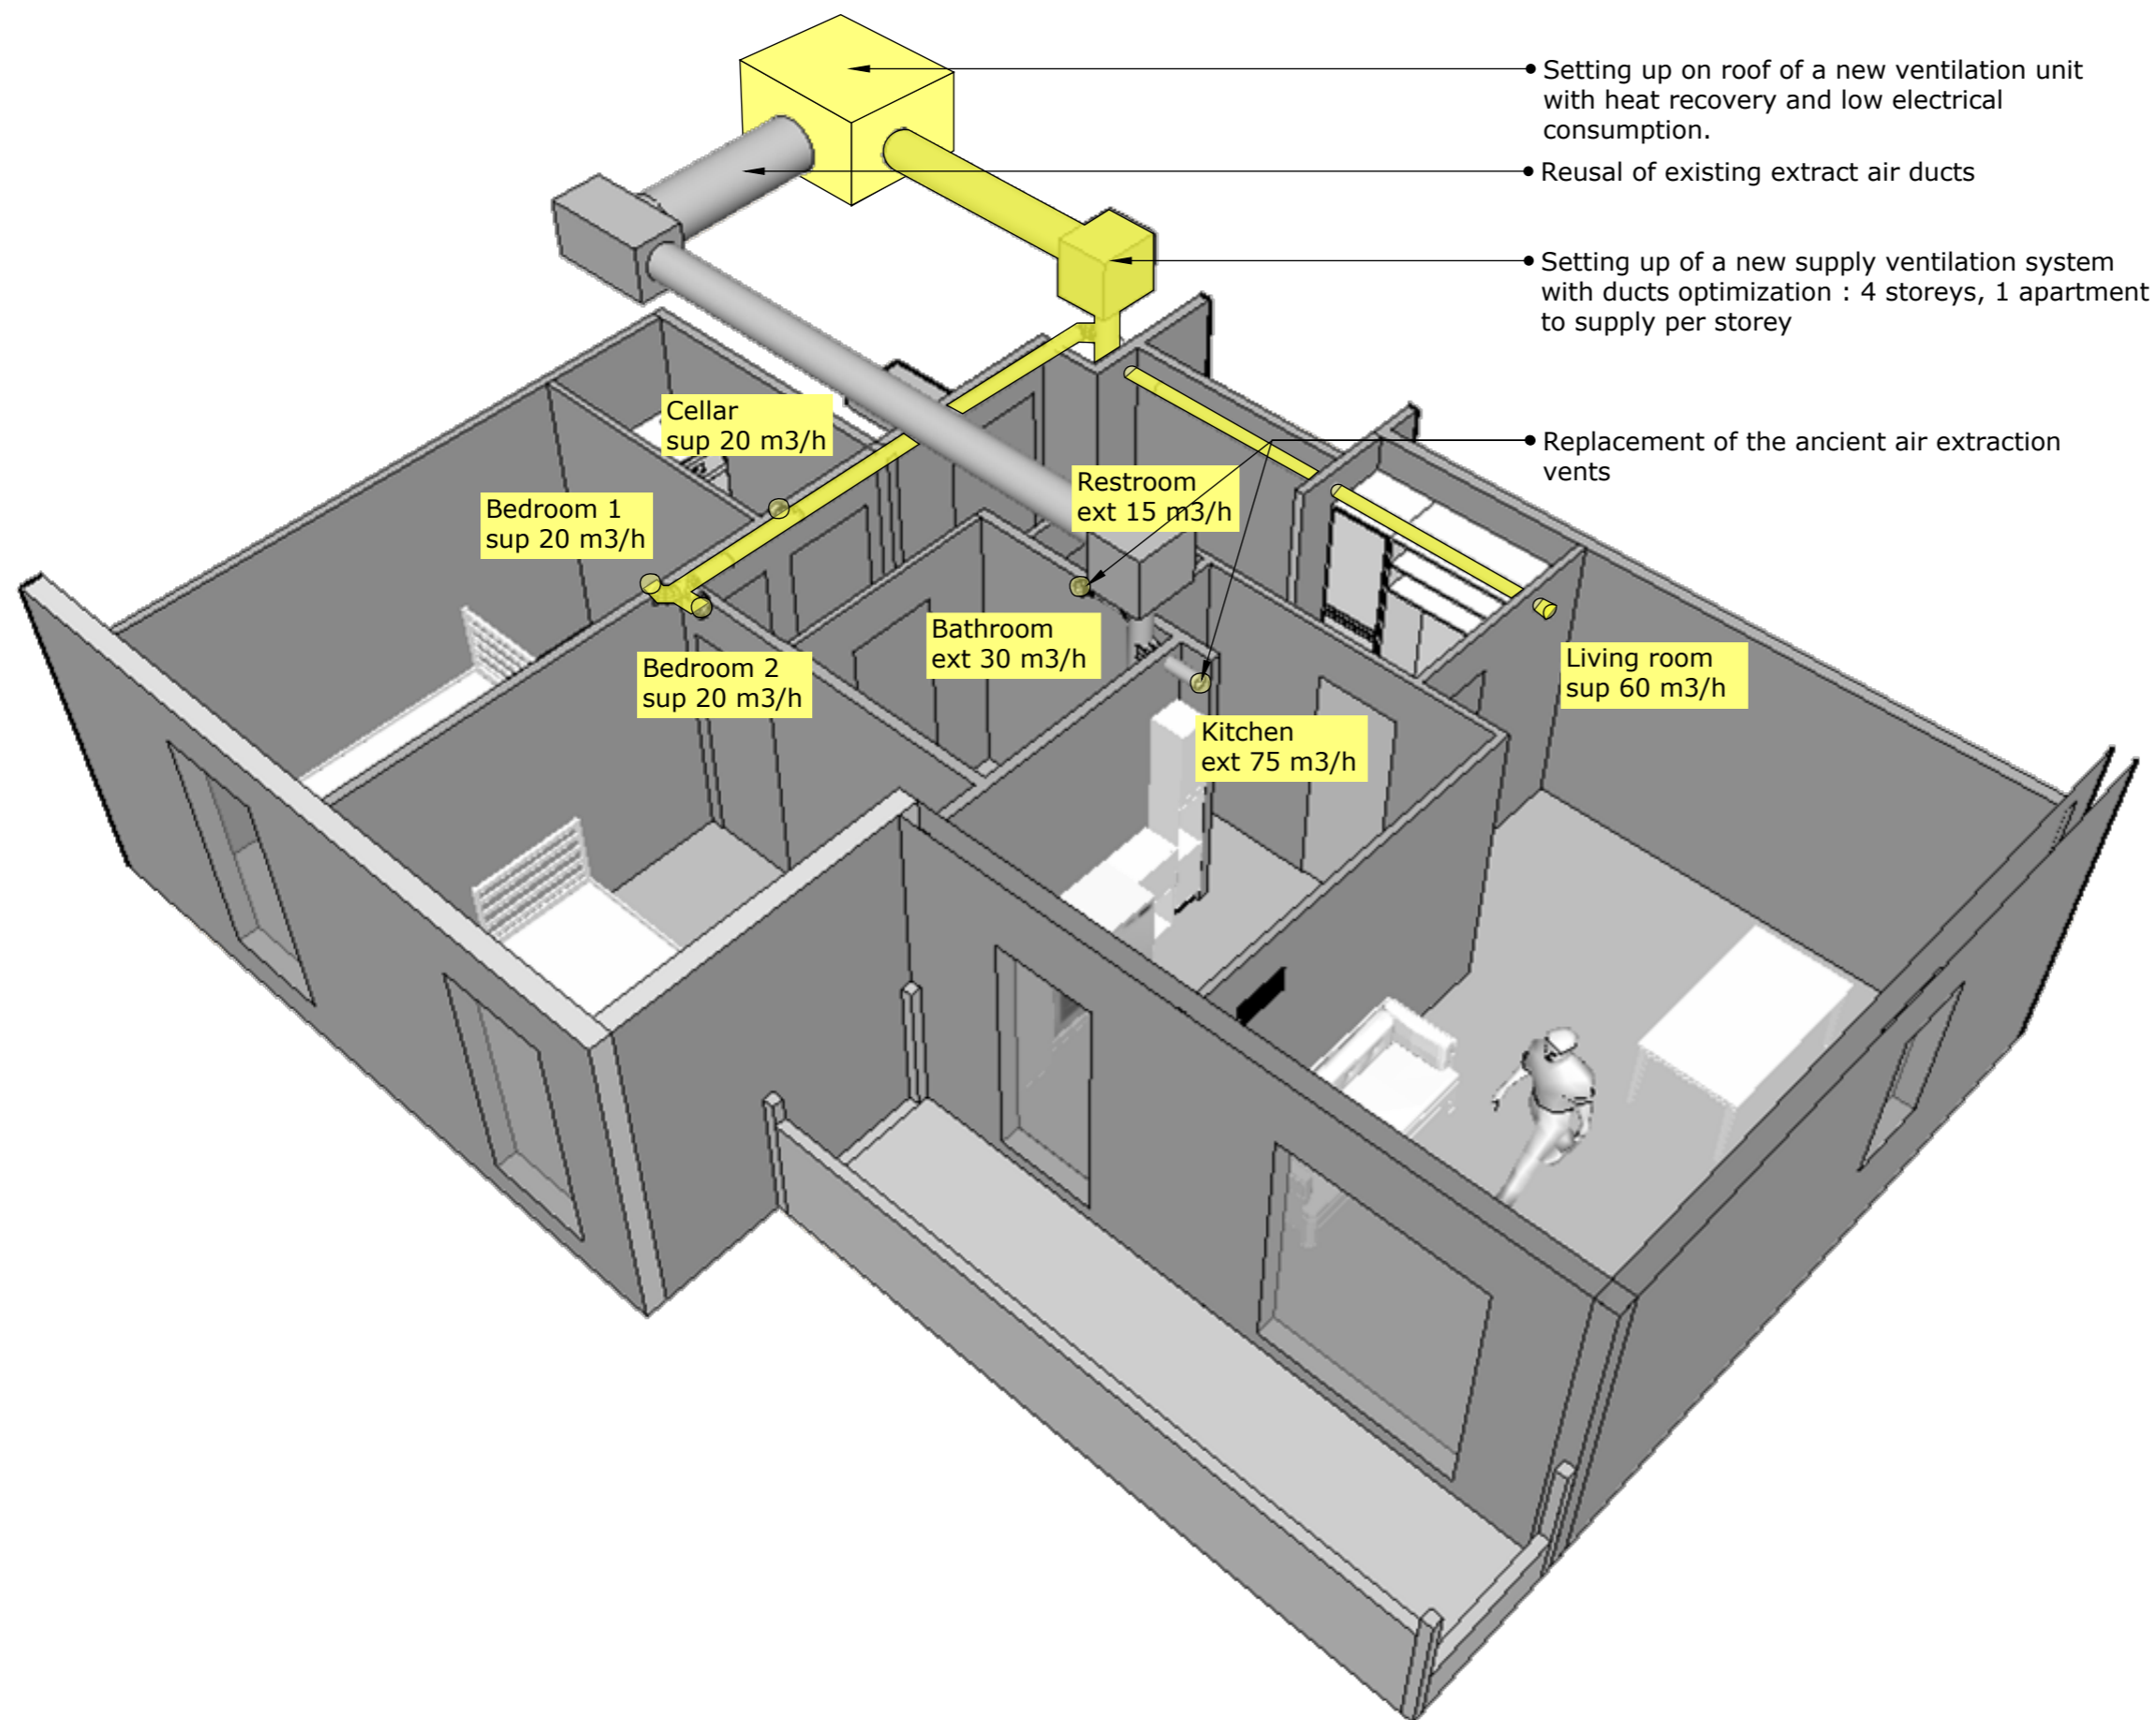 Setting up on roof of a new ventilation unit
with heat recovery and low electrical
consumption.
Reusal of existing extract air ducts
Setting up of a new supply ventilation system
with ducts optimization : 4 storeys, 1 apartment
to supply per storey
Replacement of the ancient air extraction
vents
Cellar
sup 20 m3/h
Bedroom 1
sup 20 m3/h
Restroom
ext 15 m3/h
Bathroom
ext 30 m3/h
Bedroom 2
sup 20 m3/h
Living room
sup 60 m3/h
Kitchen
ext 75 m3/h